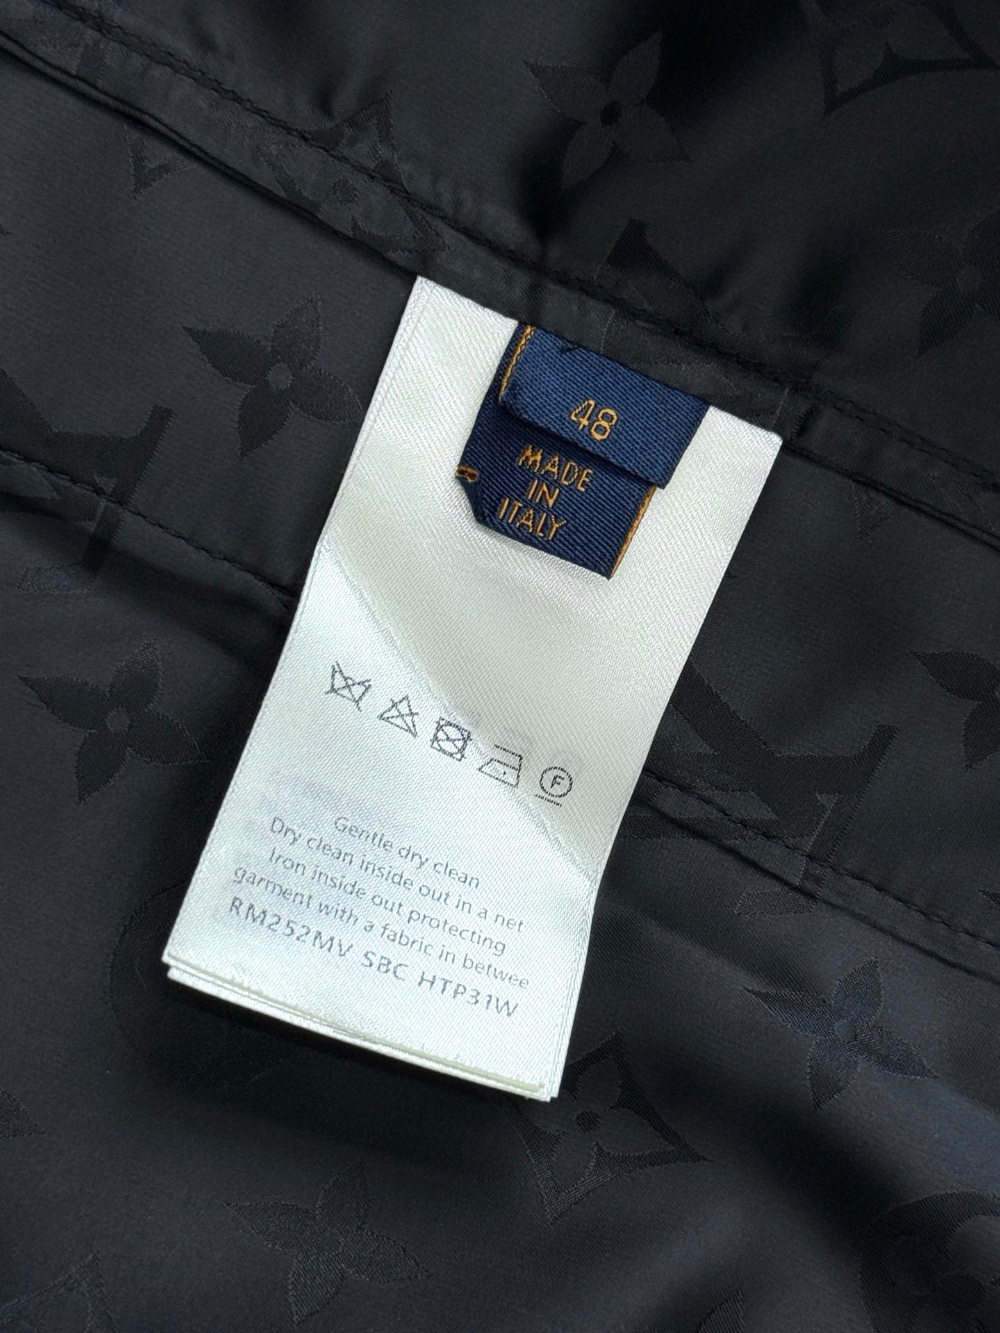 48
MADE
IN
ITALY
F
Gentle dry clean
Dry clean inside out in a net
Iron inside out protecting
garment with a fabric in betwee
RM252MV SBC HTP31W